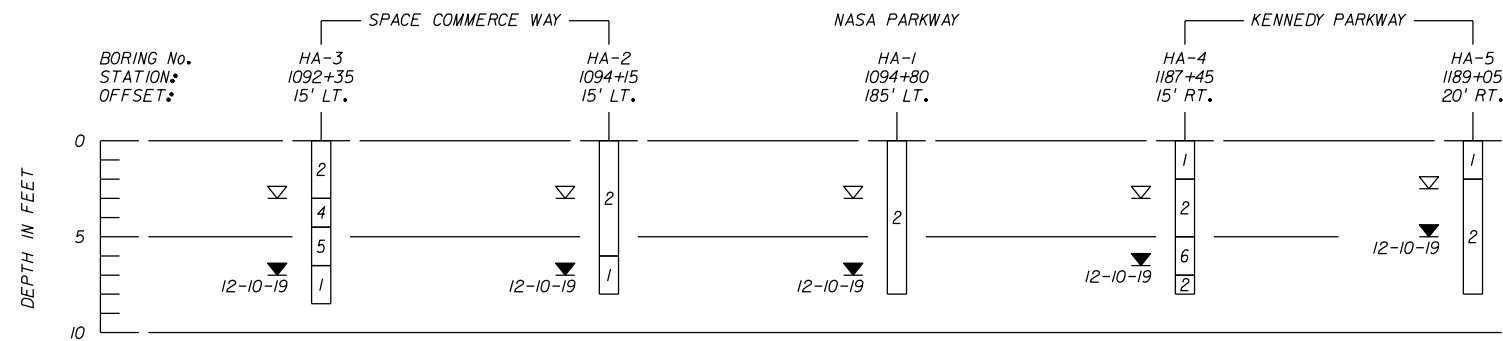 SPACE COMMERCE WAY NASA PARKWAY KENNEDY PARKWAY
BORING No. HA-3 HA-2 HA-1 HA-4 HA-5
STATION: 1092+35 1094+15 1094+80 1187+45 1189+05
OFFSET: 15' LT. 15' LT. 185' LT. 15' RT. 20' RT.
0
2 1 1
4 2 2 2
5
5 6 2
12-10-19
12-10-19 1 12-10-19 1 12-10-19 12-10-19 2
10
DEPTH IN FEET